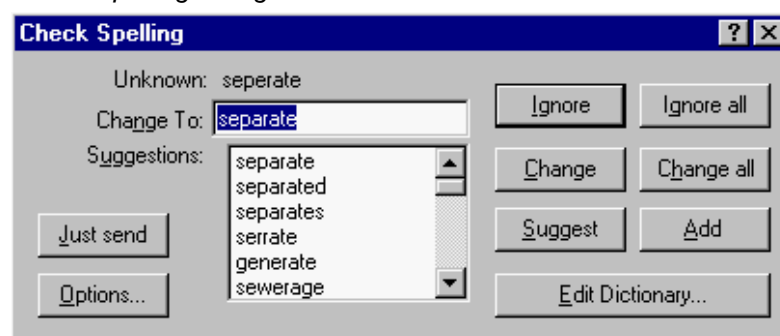 Check Spelling
Unknown: seperate
Change To: separate
Suggestions:
separate
separated
separates
serrate
generate
sewerage
Just send
Options...
Ignore
Ignore all
Change
Change all
Suggest
Add
Edit Dictionary...